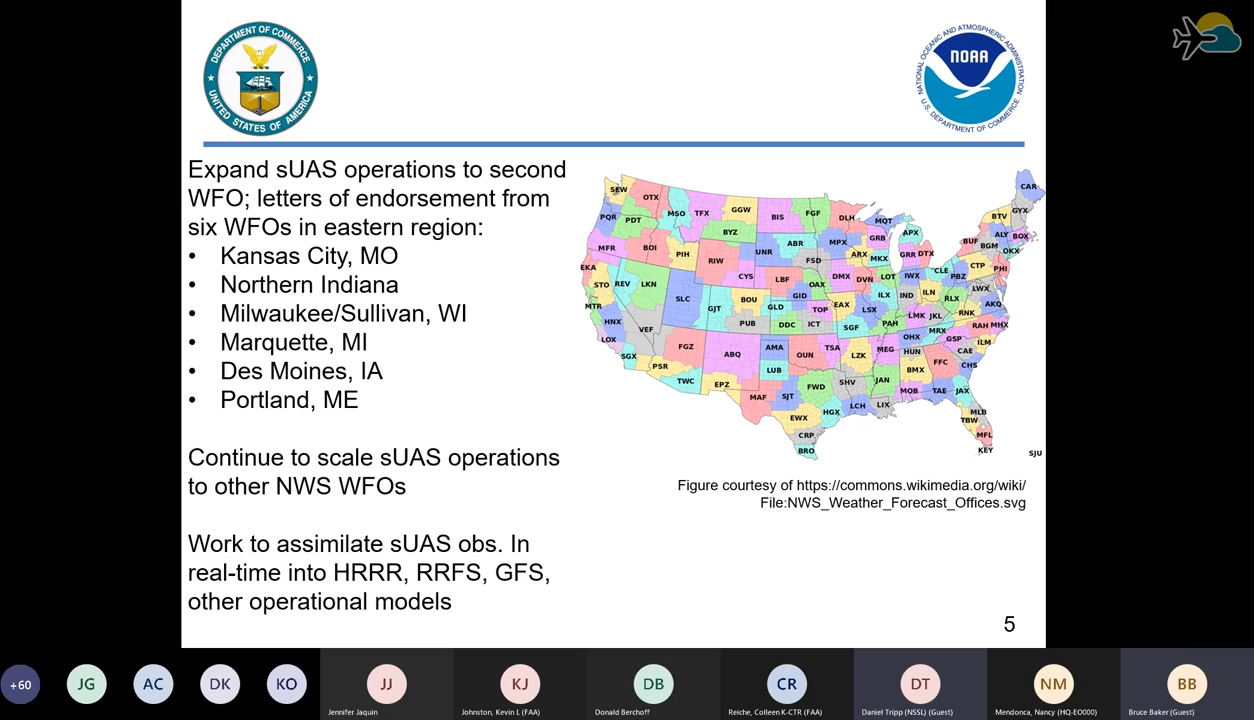 DEPARTMENT OF COMMERCE
UNITED STATES OF AMERICA
NATIONAL OCEANIC AND ATMOSPHERIC ADMINISTRATION
NOAA
U.S. DEPARTMENT OF COMMERCE
Expand sUAS operations to second
WFO; letters of endorsement from
six WFOs in eastern region:
• Kansas City, MO
• Northern Indiana
• Milwaukee/Sullivan, WI
• Marquette, MI
• Des Moines, IA
• Portland, ME
Continue to scale sUAS operations
to other NWS WFOs
Work to assimilate sUAS obs. In
real-time into HRRR, RRFS, GFS,
other operational models
SEW OTX MSO TFX GGW BIS FGF DLH MQT CAR
PQR PDT BYZ ABR MPX GRB APX BTV GYX
MFR BOI PIH RIW UNR FSD ARX MKX GRR DTX BUF BGM ALY BOX
EKA STO REV LKN SLC CYS LBF OAX DMX DVN LOT IWX CLE PBZ CTP PHI OKX
MTR HNX GJT BOU GLD GID TOP EAX LSX ILX IND ILN RLX LWX AKQ
LOX VEF PUB DDC ICT SGF PAH LMK JKL RNK RAH MHX
SGX PSR FGZ ABQ AMA OUN TSA LZK MEG OHX HUN MRX GSP CAE ILM CHS
TWC EPZ LUB FWD SHV JAN BMX FFC
MAF SJT EWX HGX LCH LIX MOB TAE JAX
CRP BRO TBW MLB MFL KEY SJU
Figure courtesy of https://commons.wikimedia.org/wiki/
File:NWS_Weather_Forecast_Offices.svg
5
+60
JG
AC
DK
KO
JJ
KJ
DB
CR
DT
NM
BB
Jennifer Jaquin
Johnston, Kevin L (FAA)
Donald Berchoff
Reiche, Colleen K-CTR (FAA)
Daniel Tripp (NSSL) (Guest)
Mendonca, Nancy (HQ-EO000)
Bruce Baker (Guest)